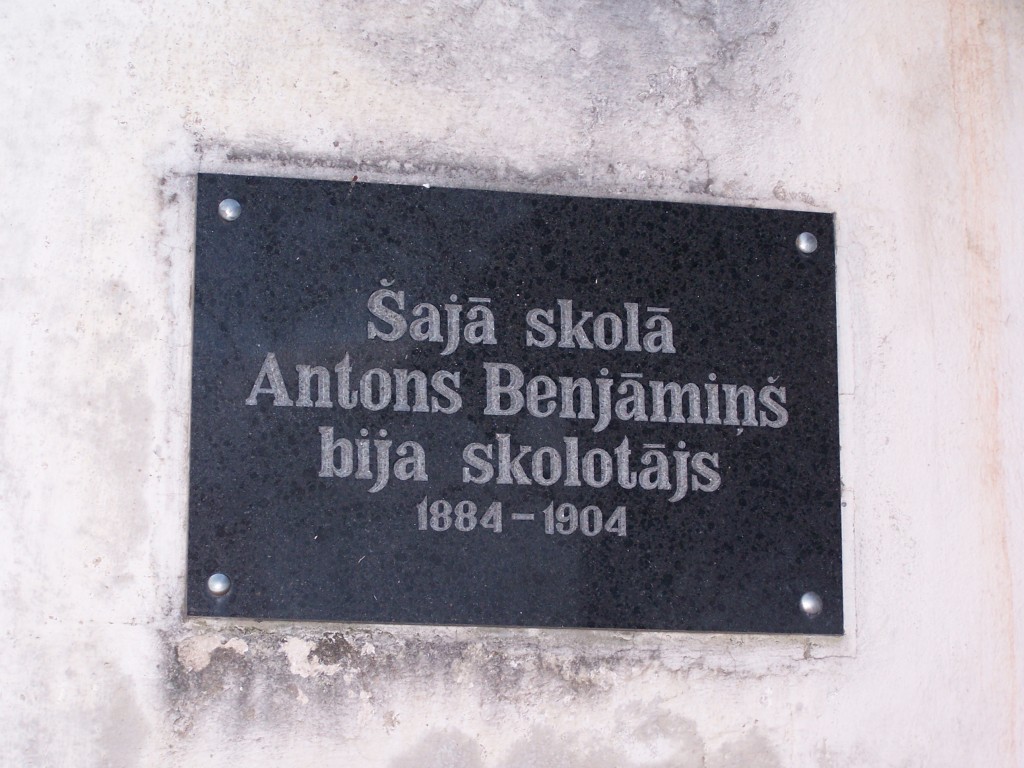 Šajā skolā
Antons Benjāmiņš
bija skolotājs
1884 – 1904